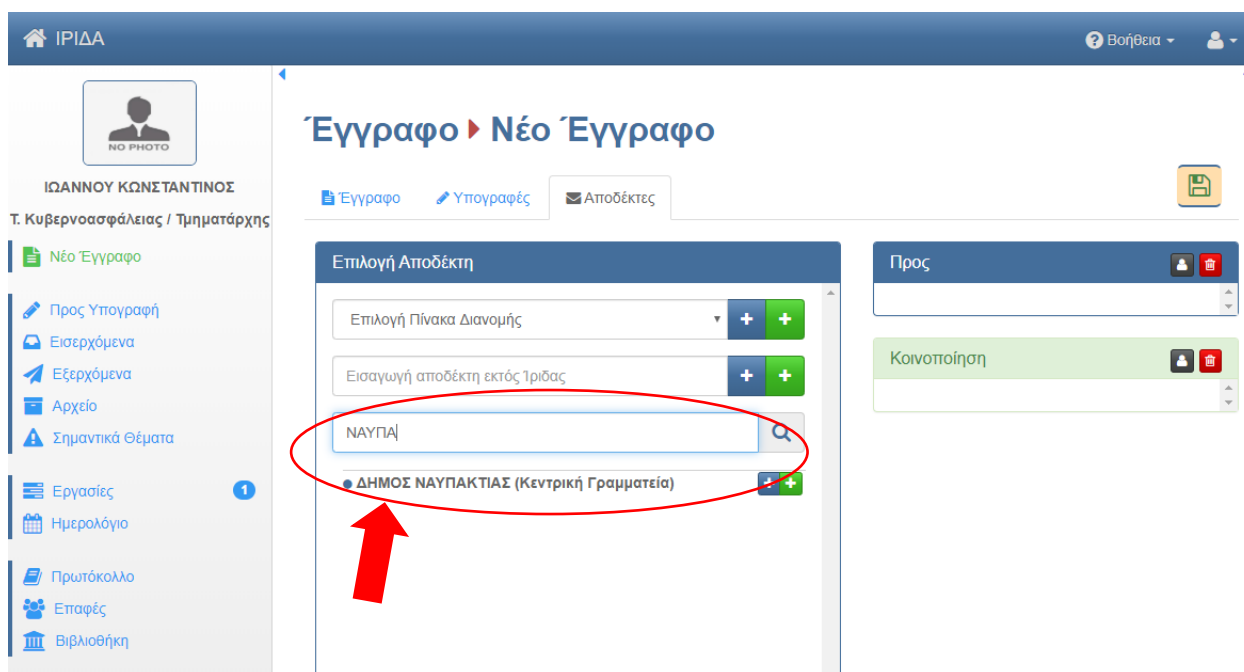 ΙΡΙΔΑ
Βοήθεια
NO PHOTO
ΙΩΑΝΝΟΥ ΚΩΝΣΤΑΝΤΙΝΟΣ
Τ. Κυβερνοασφάλειας / Τμηματάρχης
Νέο Έγγραφο
Προς Υπογραφή
Εισερχόμενα
Εξερχόμενα
Αρχείο
Σημαντικά Θέματα
Εργασίες 1
Ημερολόγιο
Πρωτόκολλο
Επαφές
Βιβλιοθήκη
Έγγραφο Νέο Έγγραφο
Έγγραφο Υπογραφές Αποδέκτες
Επιλογή Αποδέκτη
Επιλογή Πίνακα Διανομής
Εισαγωγή αποδέκτη εκτός Ίριδας
ΝΑΥΠΑ
ΔΗΜΟΣ ΝΑΥΠΑΚΤΙΑΣ (Κεντρική Γραμματεία)
Προς
Κοινοποίηση